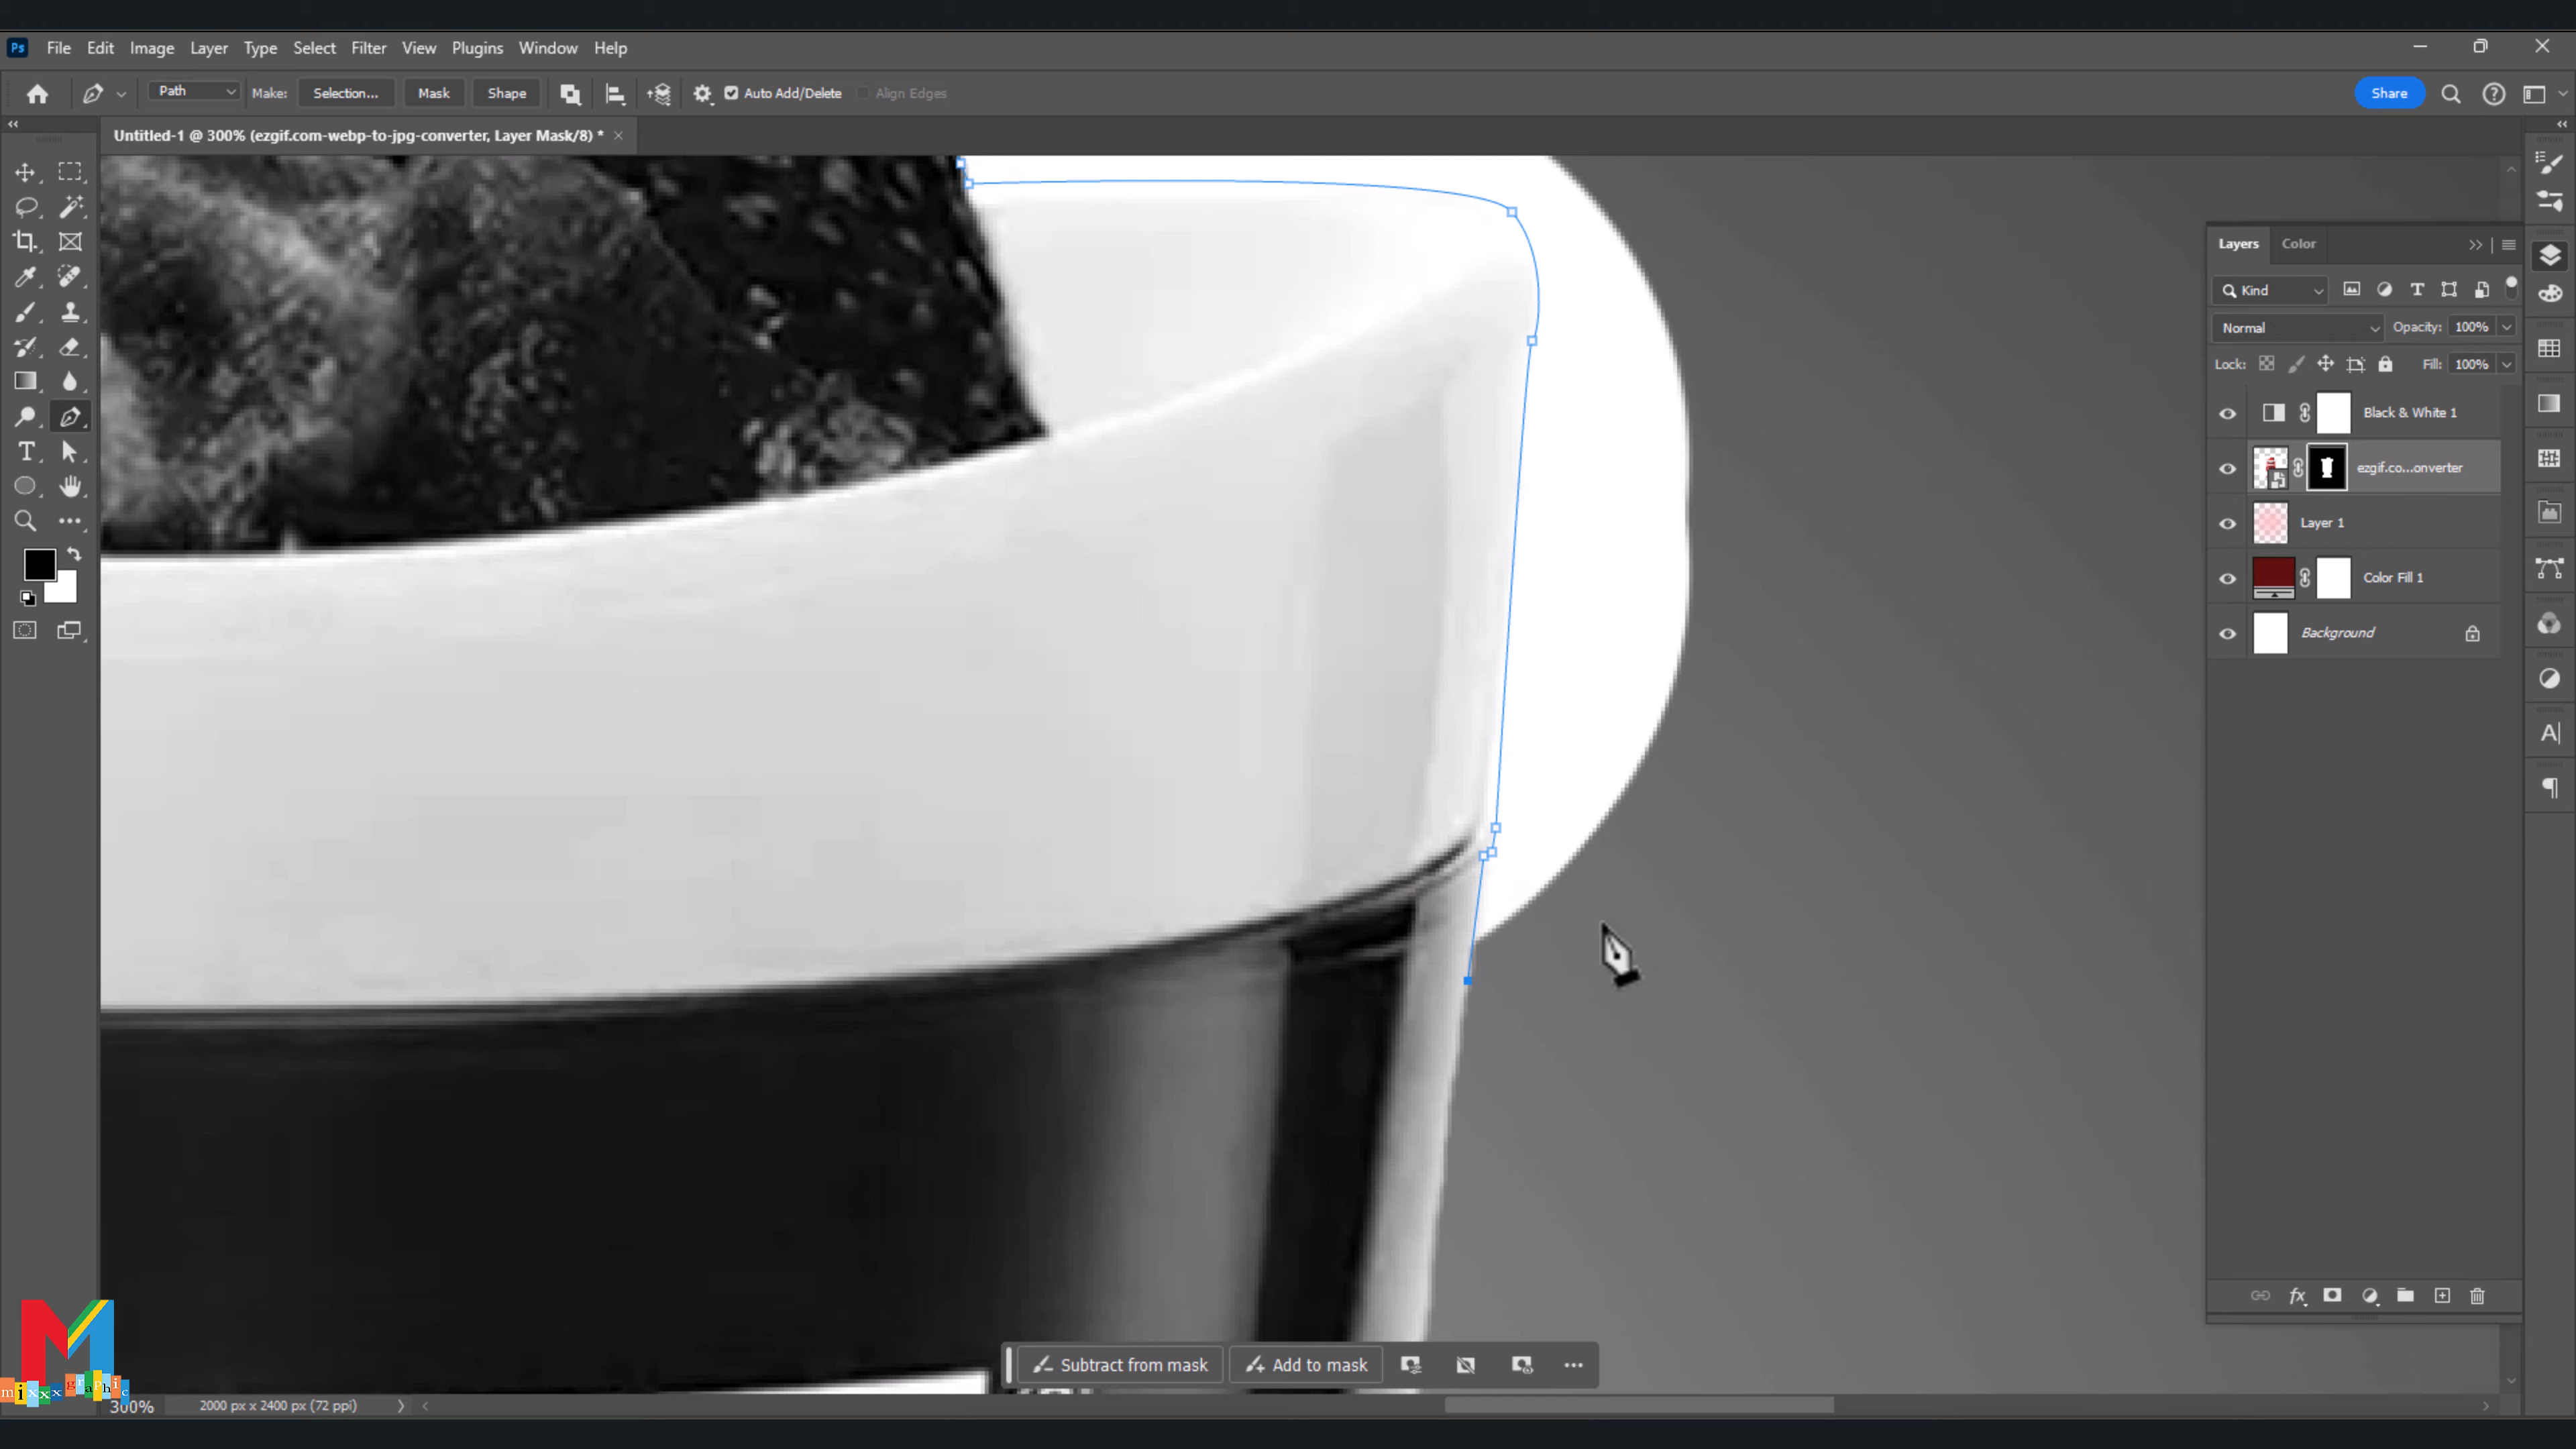 Ps File Edit Image Layer Type Select Filter View Plugins Window Help
Path Make: Selection... Mask Shape Auto Add/Delete Align Edges Share
Untitled-1 @ 300% (ezgif.com-webp-to-jpg-converter, Layer Mask/8) *
Layers Color
Kind
Normal Opacity: 100%
Lock: Fill: 100%
Black & White 1
ezgif.co...onverter
Layer 1
Color Fill 1
Background
fx
Subtract from mask Add to mask
M
mixxxgraphic
300% 2000 px x 2400 px (72 ppi)